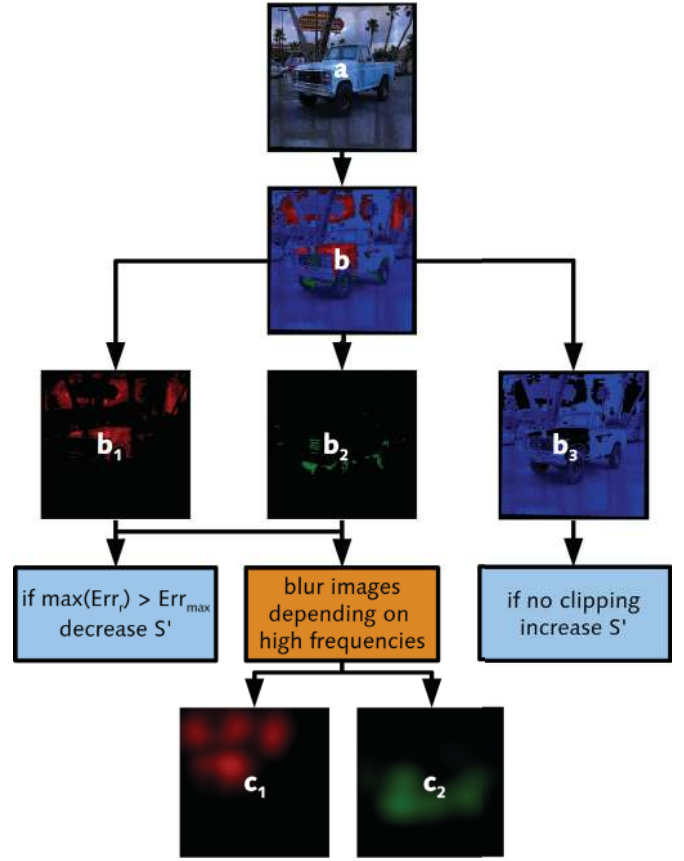 a
b
b₁
b₂
b₃
if max(Errᵣ) > Errₘₐₓ
decrease S'
blur images
depending on
high frequencies
if no clipping
increase S'
c₁
c₂